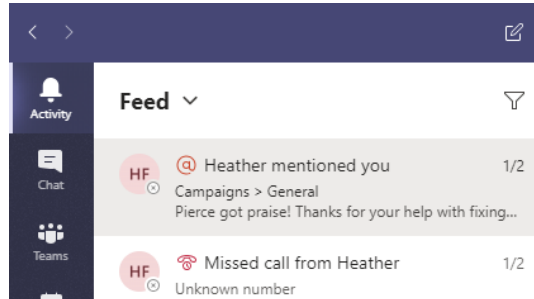 Activity
Feed
HF
@ Heather mentioned you 1/2
Campaigns > General
Pierce got praise! Thanks for your help with fixing...
Chat
Teams
HF
Missed call from Heather 1/2
Unknown number